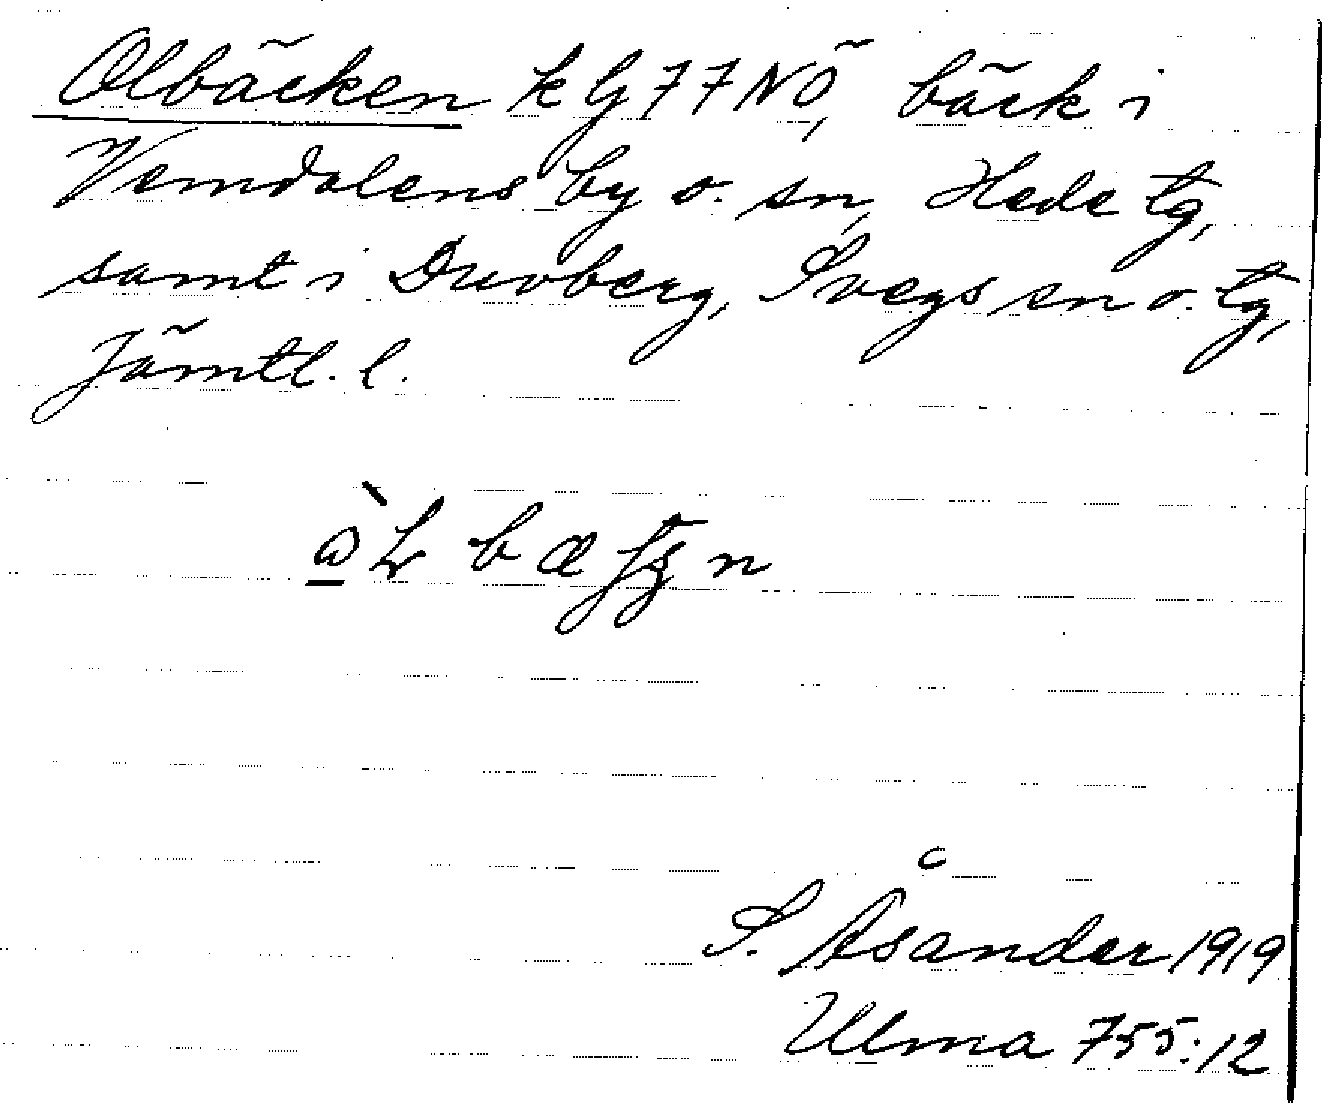 Olbäcken k bj 77 NÖ, bäck i
Vemdalens by o. sn, Hede tg,
samt i Duvberg, Svegs sn o. tg,
Jämtl. l.
S. Åsander 1919
Ulma 755:12